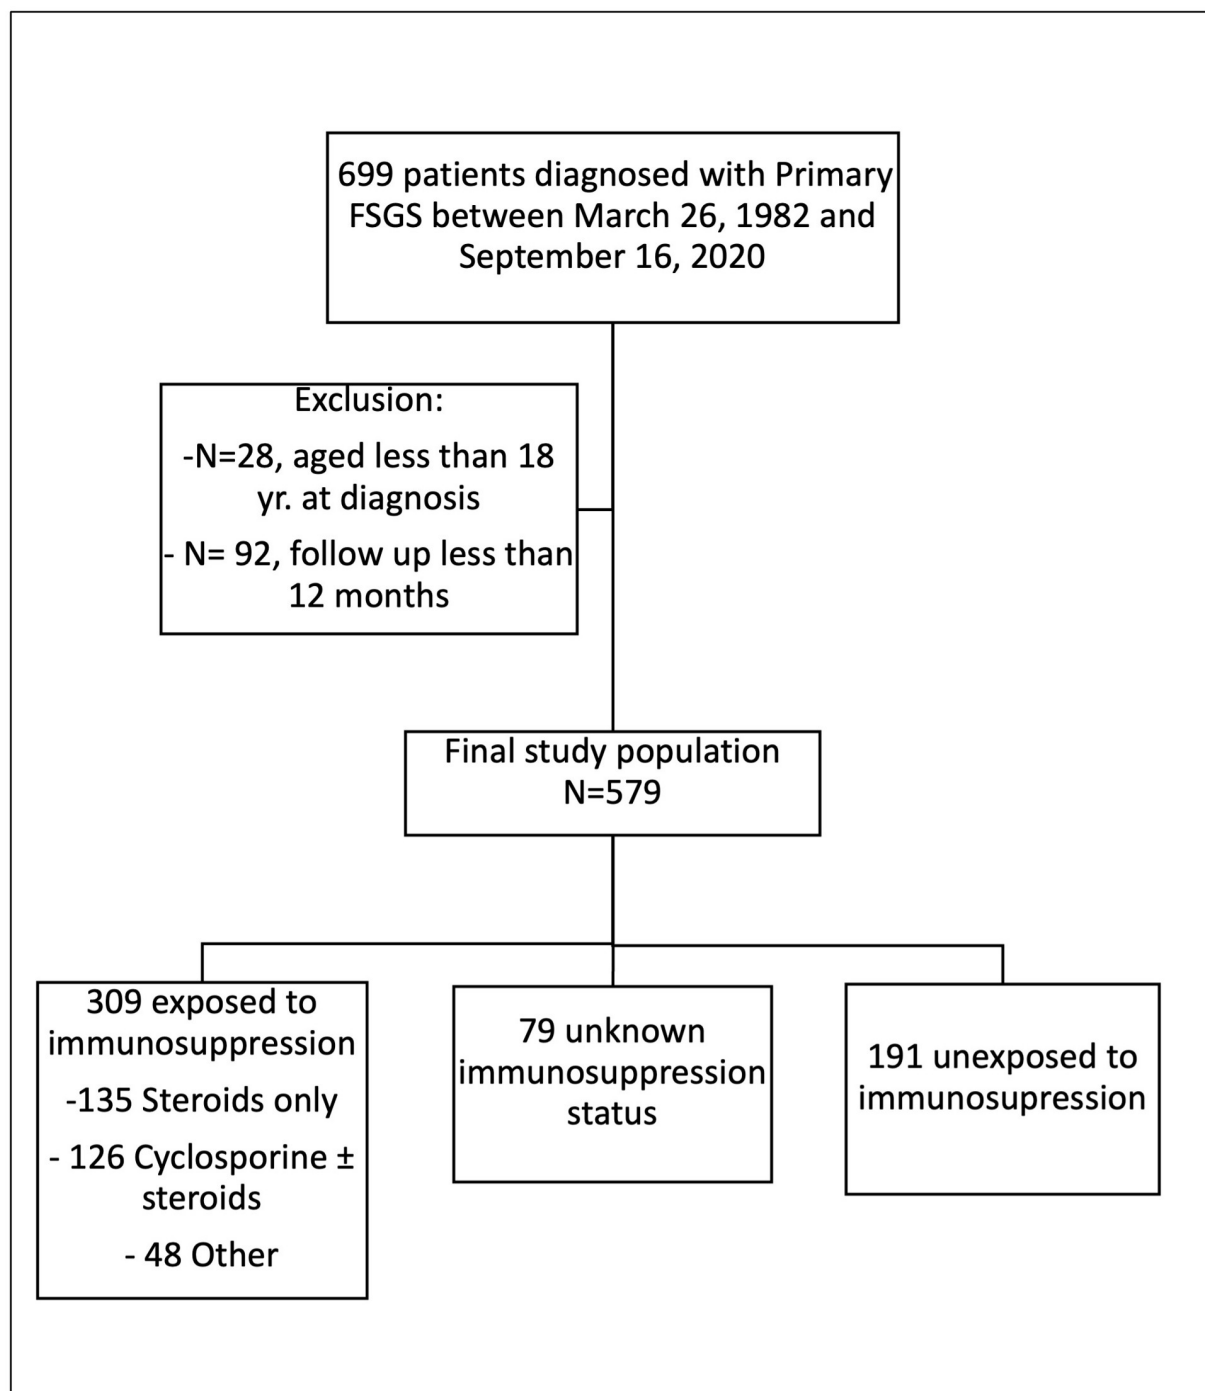 699 patients diagnosed with Primary
FSGS between March 26, 1982 and
September 16, 2020
Exclusion:
-N=28, aged less than 18
yr. at diagnosis
- N= 92, follow up less than
12 months
Final study population
N=579
309 exposed to
immunosuppression
-135 Steroids only
- 126 Cyclosporine ±
steroids
- 48 Other
79 unknown
immunosuppression
status
191 unexposed to
immunosupression